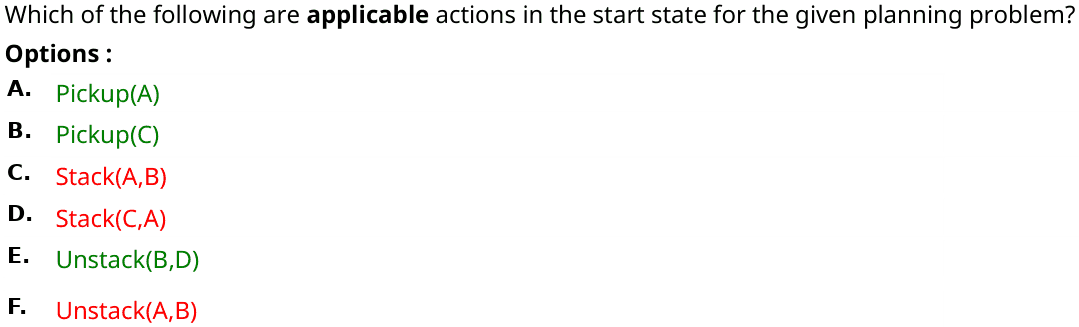 Which of the following are applicable actions in the start state for the given planning problem?
Options :
A. Pickup(A)
B. Pickup(C)
C. Stack(A,B)
D. Stack(C,A)
E. Unstack(B,D)
F. Unstack(A,B)